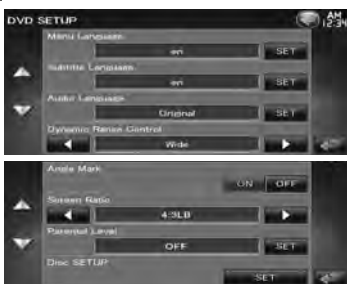 DVD SETUP
AM
12:34
Menu Language
en
SET
Subtitle Language
en
SET
Audio Language
Original
SET
Dynamic Range Control
Wide
Angle Mark
ON OFF
Screen Ratio
4:3LB
Parental Level
OFF
SET
Disc SETUP
SET